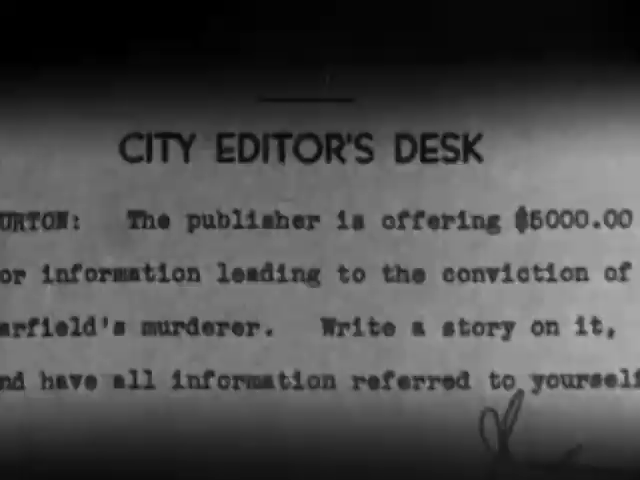 CITY EDITOR'S DESK
URTON: The publisher is offering $5000.00
or information leading to the conviction of
arfield's murderer. Write a story on it,
nd have all information referred to yourself